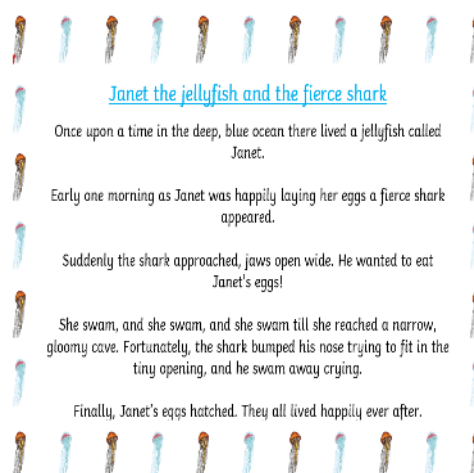 Janet the jellyfish and the fierce shark
Once upon a time in the deep, blue ocean there lived a jellyfish called
Janet.
Early one morning as Janet was happily laying her eggs a fierce shark
appeared.
Suddenly the shark approached, jaws open wide. He wanted to eat
Janet's eggs!
She swam, and she swam, and she swam till she reached a narrow,
gloomy cave. Fortunately, the shark bumped his nose trying to fit in the
tiny opening, and he swam away crying.
Finally, Janet's eggs hatched. They all lived happily ever after.